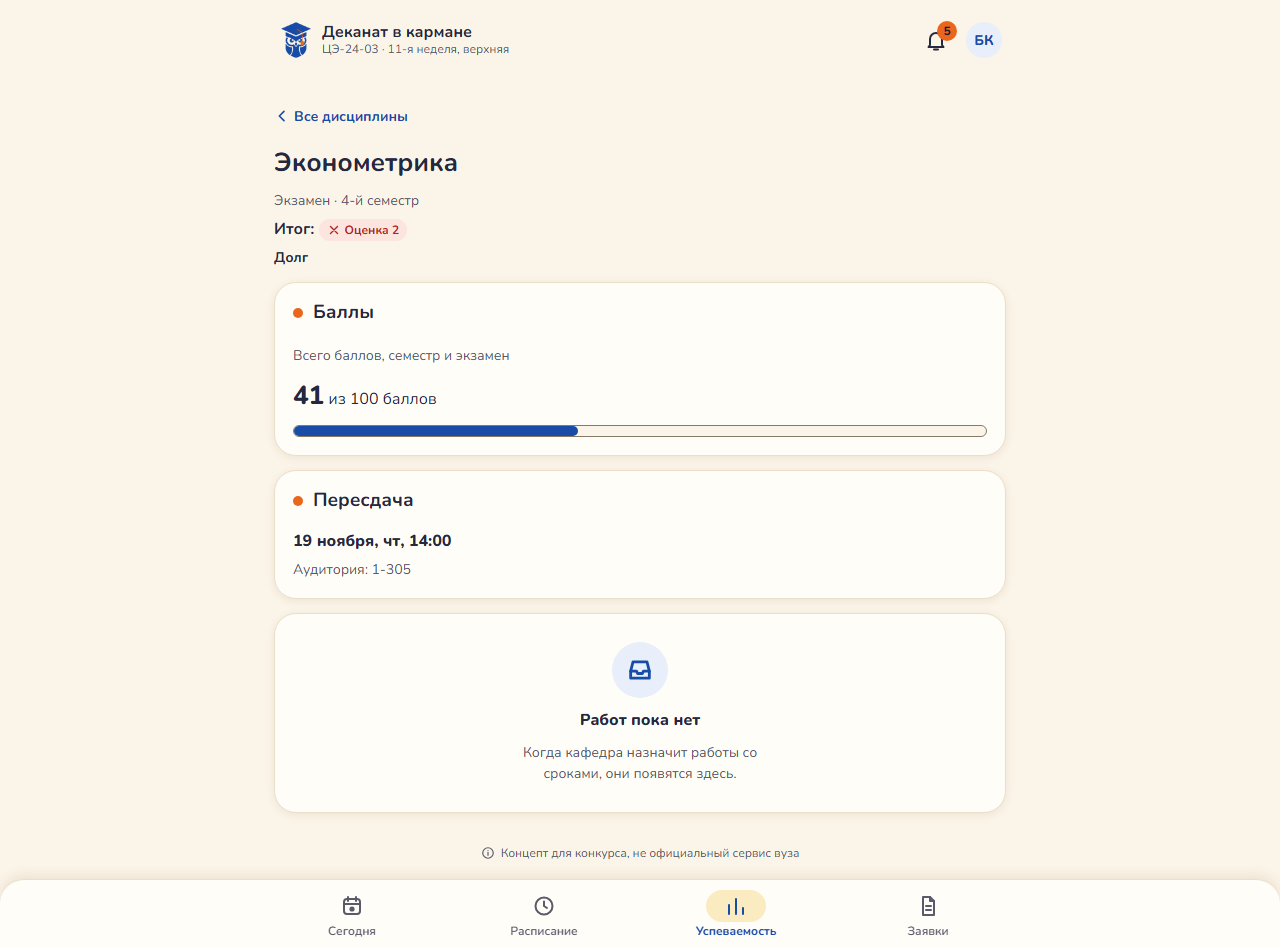 Деканат в кармане
ЦЭ-24-03 · 11-я неделя, верхняя
5
БК
Все дисциплины
Эконометрика
Экзамен · 4-й семестр
Итог: Оценка 2
Долг
Баллы
Всего баллов, семестр и экзамен
41 из 100 баллов
Пересдача
19 ноября, чт, 14:00
Аудитория: 1-305
Работ пока нет
Когда кафедра назначит работы со
сроками, они появятся здесь.
Концепт для конкурса, не официальный сервис вуза
Сегодня
Расписание
Успеваемость
Заявки